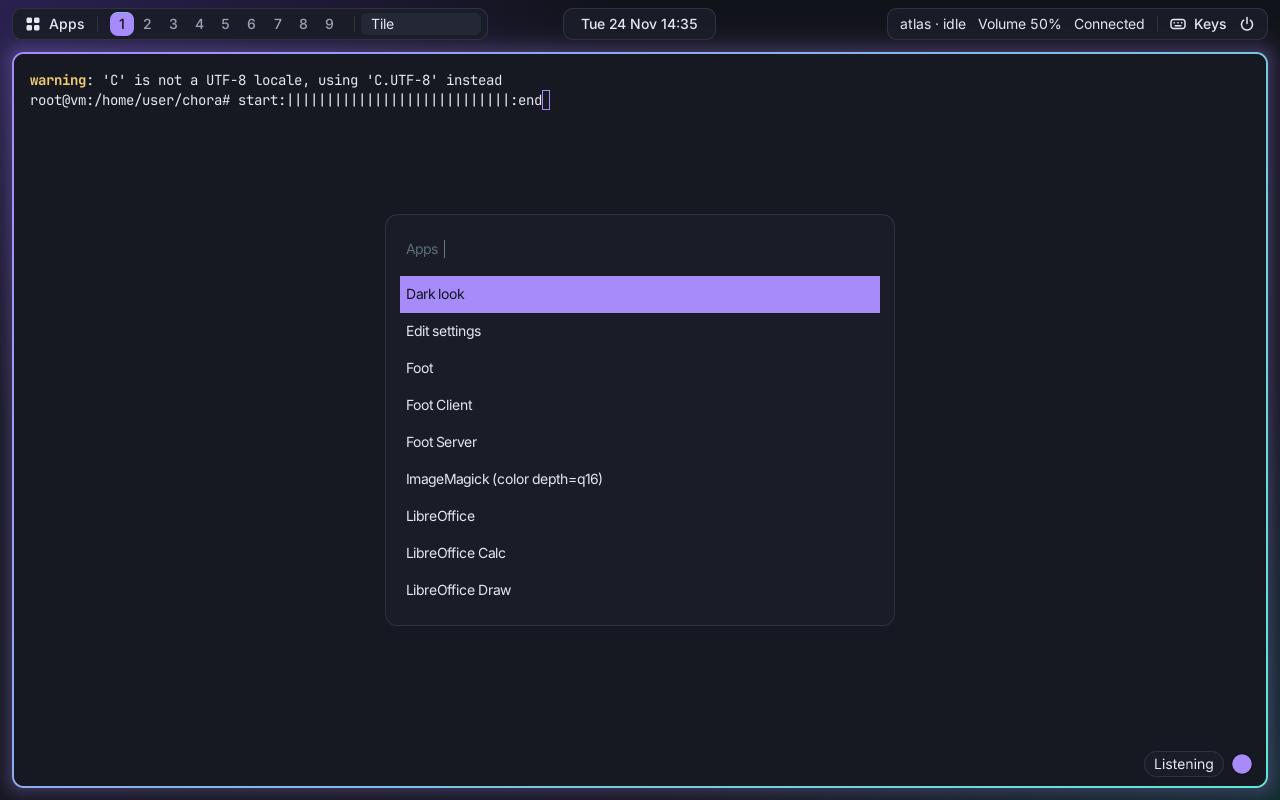 Apps 1 2 3 4 5 6 7 8 9 Tile Tue 24 Nov 14:35 atlas · idle Volume 50% Connected Keys
warning: 'C' is not a UTF-8 locale, using 'C.UTF-8' instead
root@vm:/home/user/chora# start:||||||||||||||||||||||||||||:end
Apps
Dark look
Edit settings
Foot
Foot Client
Foot Server
ImageMagick (color depth=q16)
LibreOffice
LibreOffice Calc
LibreOffice Draw
Listening